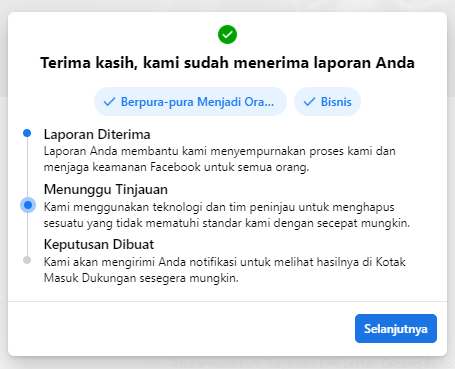 Terima kasih, kami sudah menerima laporan Anda
Berpura-pura Menjadi Ora...
Bisnis
Laporan Diterima
Laporan Anda membantu kami menyempurnakan proses kami dan
menjaga keamanan Facebook untuk semua orang.
Menunggu Tinjauan
Kami menggunakan teknologi dan tim peninjau untuk menghapus
sesuatu yang tidak mematuhi standar kami dengan secepat mungkin.
Keputusan Dibuat
Kami akan mengirimi Anda notifikasi untuk melihat hasilnya di Kotak
Masuk Dukungan sesegera mungkin.
Selanjutnya